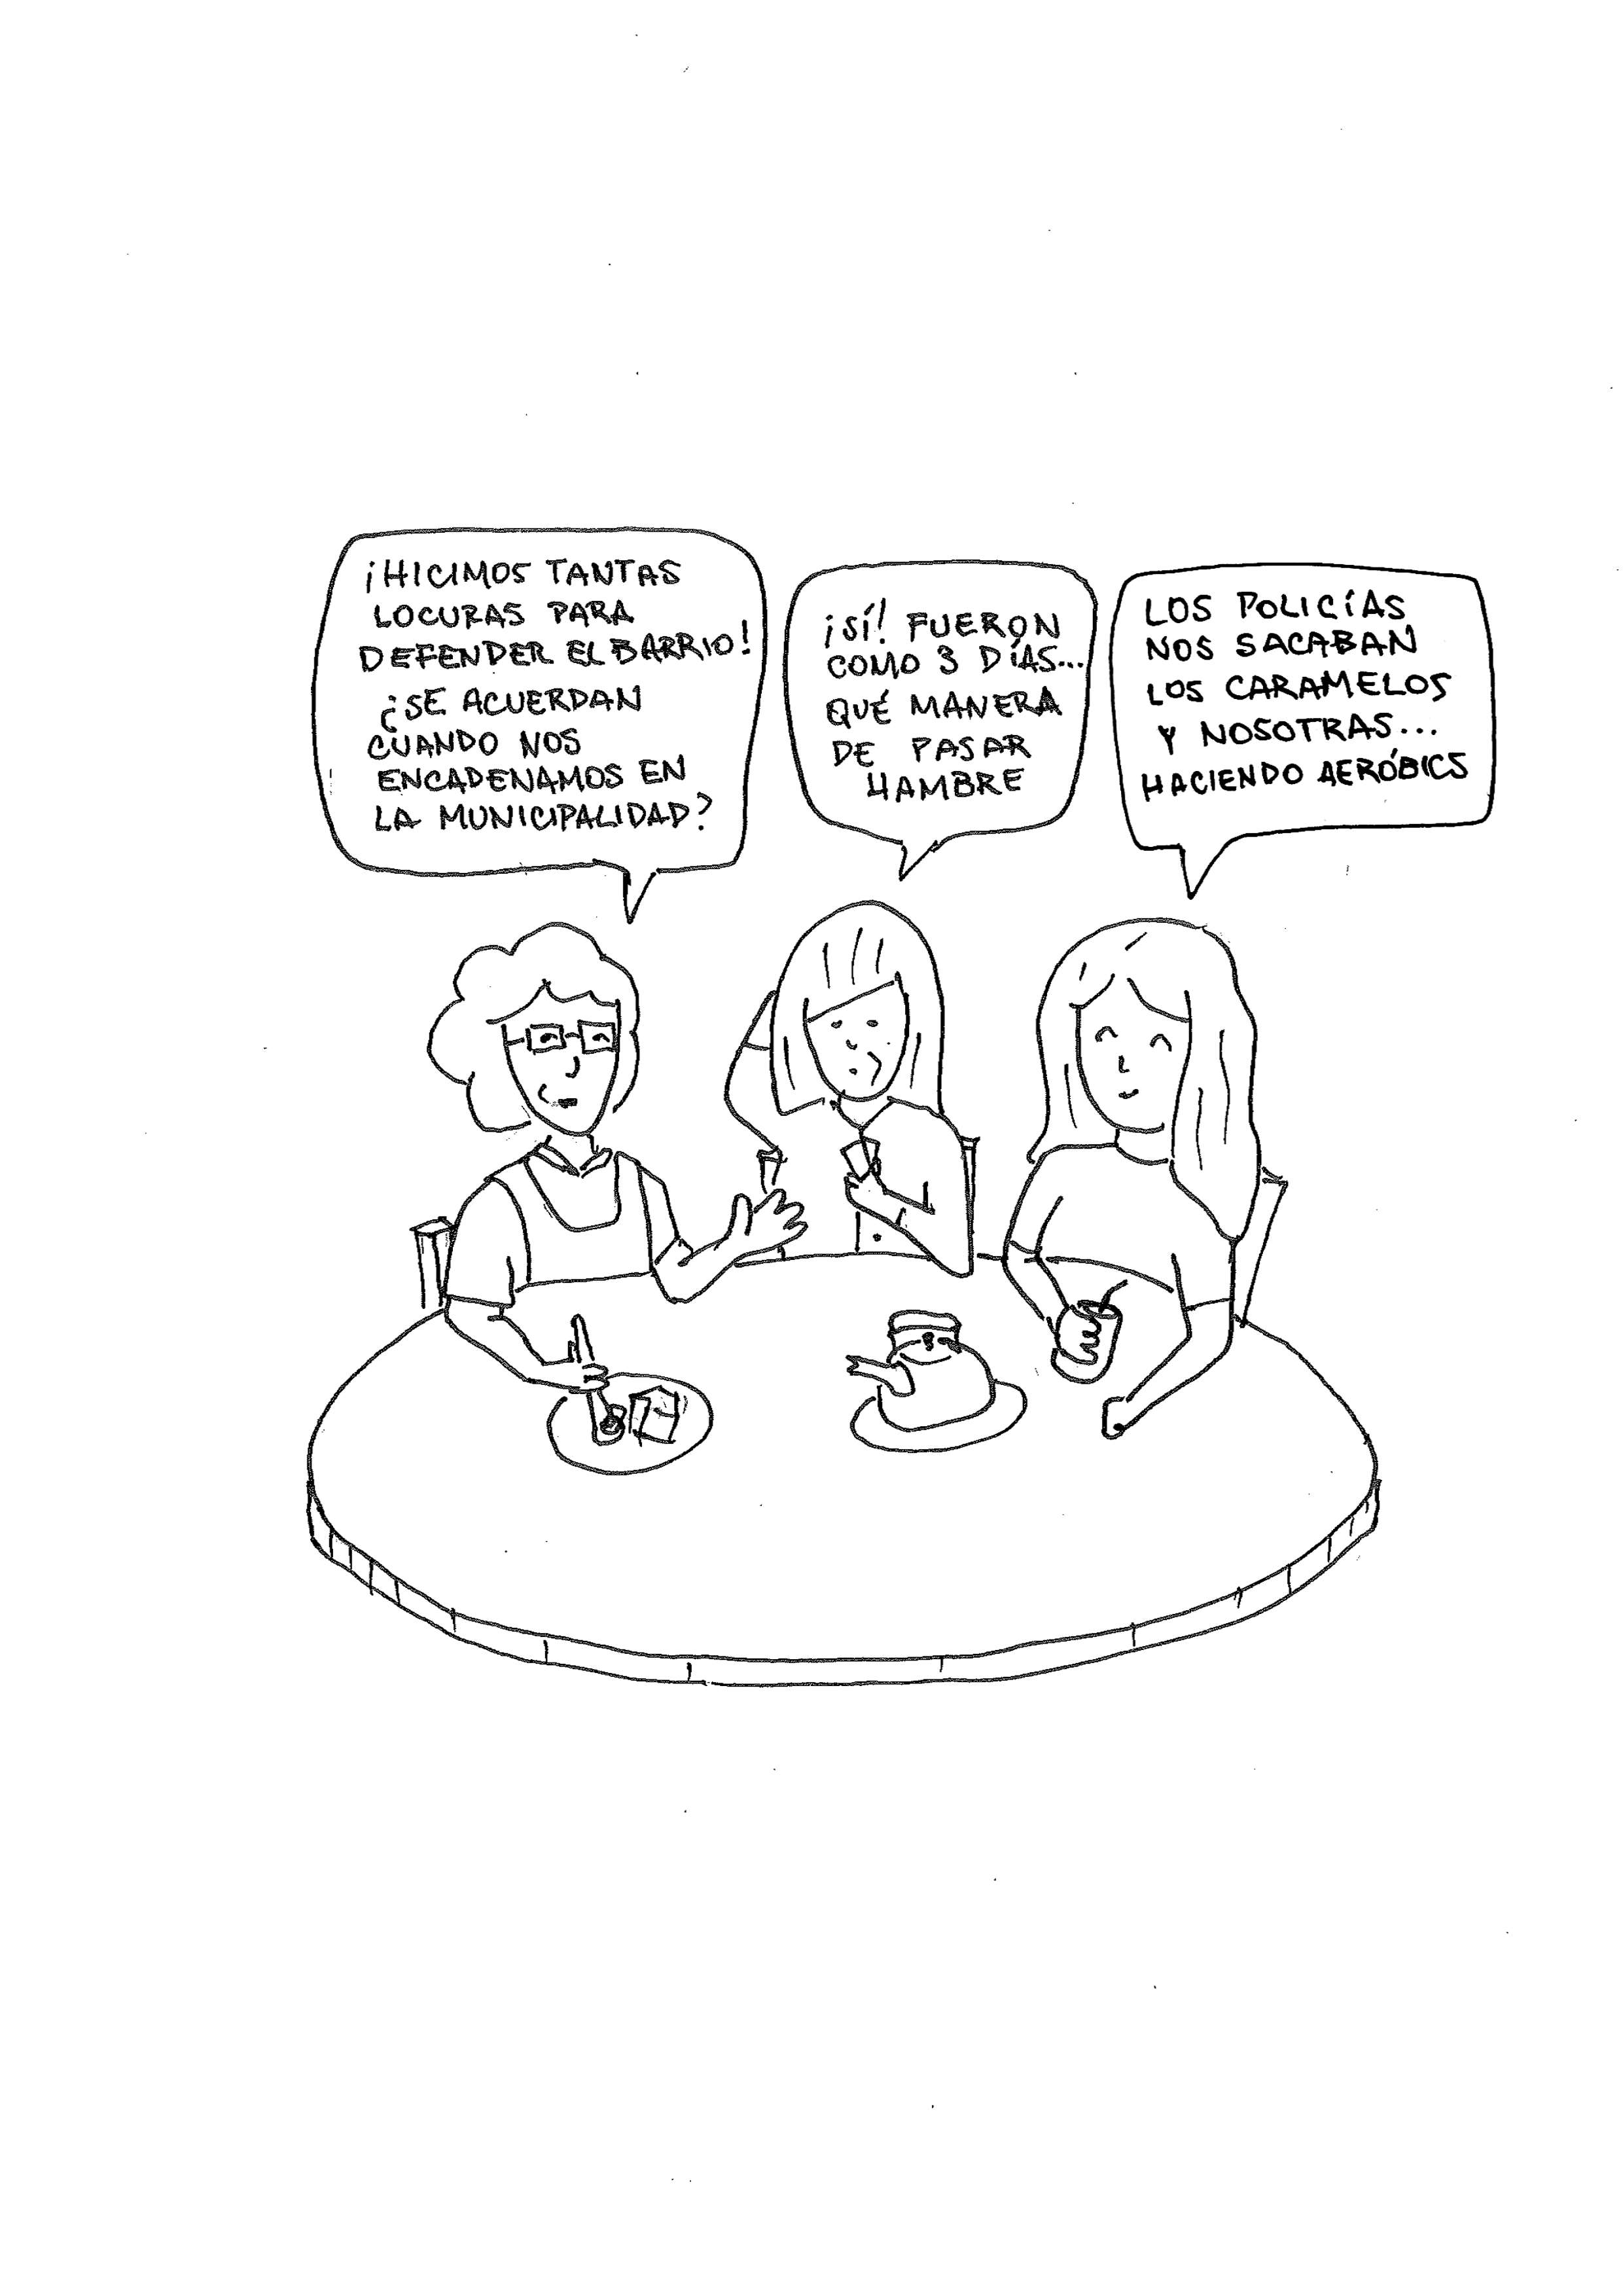 ¡HICIMOS TANTAS
LOCURAS PARA
DEFENDER EL BARRIO!
¿SE ACUERDAN
CUANDO NOS
ENCADENAMOS EN
LA MUNICIPALIDAD?
¡SÍ! FUERON
COMO 3 DÍAS...
QUÉ MANERA
DE PASAR
HAMBRE
LOS POLICÍAS
NOS SACABAN
LOS CARAMELOS
Y NOSOTRAS...
HACIENDO AERÓBICS